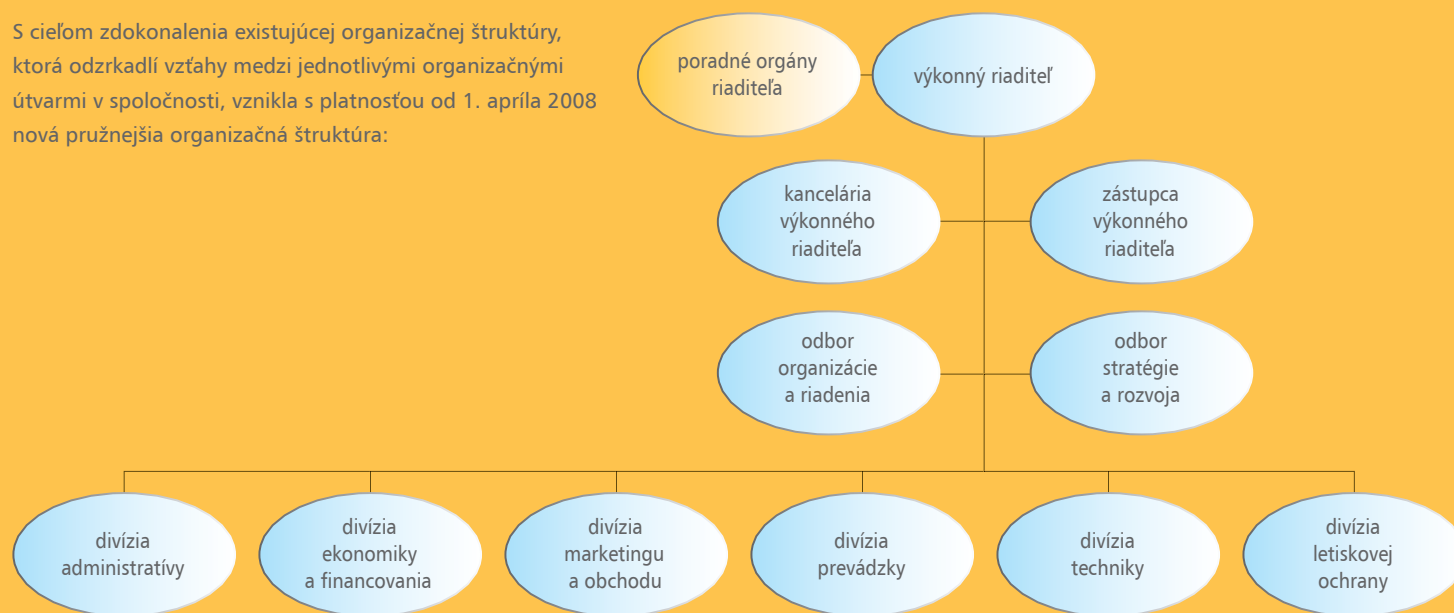 S cieľom zdokonalenia existujúcej organizačnej štruktúry,
ktorá odzrkadlí vzťahy medzi jednotlivými organizačnými
útvarmi v spoločnosti, vznikla s platnosťou od 1. apríla 2008
nová pružnejšia organizačná štruktúra:
poradné orgány
riaditeľa
výkonný riaditeľ
kancelária
výkonného
riaditeľa
zástupca
výkonného
riaditeľa
odbor
organizácie
a riadenia
odbor
stratégie
a rozvoja
divízia
administratívy
divízia
ekonomiky
a financovania
divízia
marketingu
a obchodu
divízia
prevádzky
divízia
techniky
divízia
letiskovej
ochrany